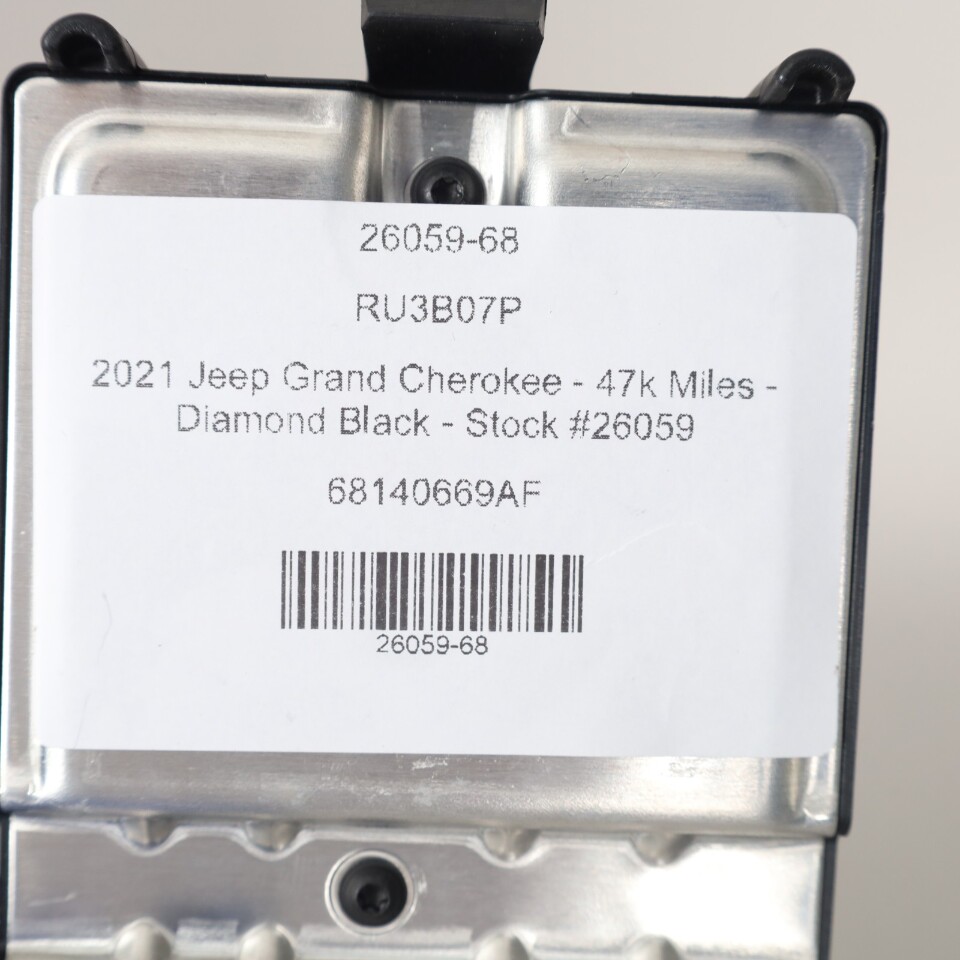 26059-68
RU3B07P
2021 Jeep Grand Cherokee - 47k Miles -
Diamond Black - Stock #26059
68140669AF
26059-68